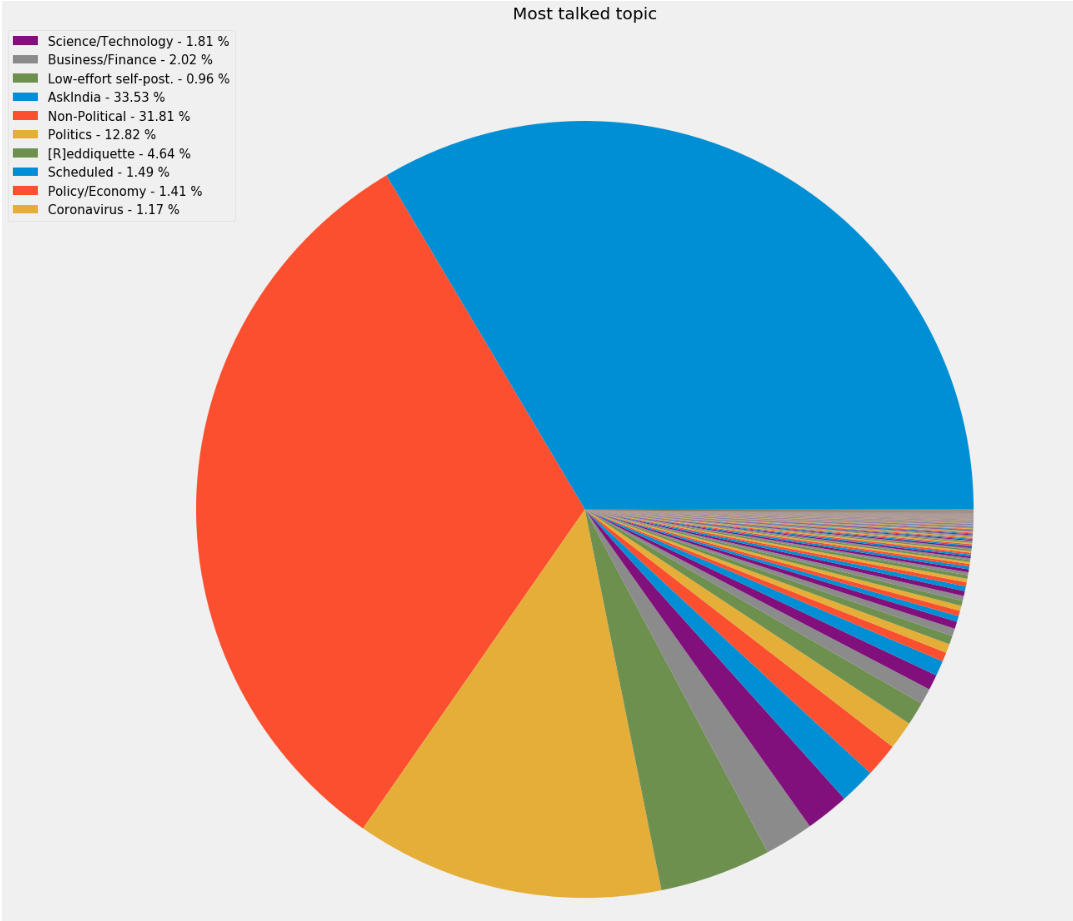 Most talked topic
Science/Technology - 1.81 %
Business/Finance - 2.02 %
Low-effort self-post. - 0.96 %
AskIndia - 33.53 %
Non-Political - 31.81 %
Politics - 12.82 %
[R]eddiquette - 4.64 %
Scheduled - 1.49 %
Policy/Economy - 1.41 %
Coronavirus - 1.17 %